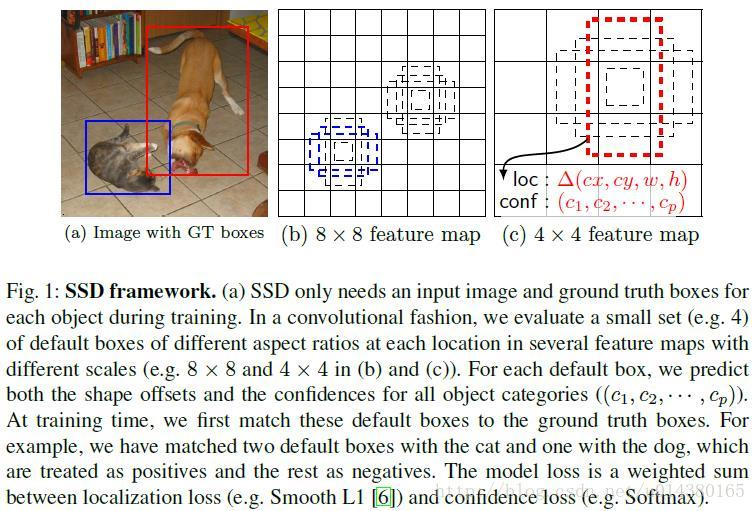 loc : Δ(cx, cy, w, h)
conf : (c₁, c₂, ⋯ , cₚ)
(a) Image with GT boxes (b) 8 × 8 feature map (c) 4 × 4 feature map
Fig. 1: SSD framework. (a) SSD only needs an input image and ground truth boxes for
each object during training. In a convolutional fashion, we evaluate a small set (e.g. 4)
of default boxes of different aspect ratios at each location in several feature maps with
different scales (e.g. 8 × 8 and 4 × 4 in (b) and (c)). For each default box, we predict
both the shape offsets and the confidences for all object categories ((c₁, c₂, ⋯ , cₚ)).
At training time, we first match these default boxes to the ground truth boxes. For
example, we have matched two default boxes with the cat and one with the dog, which
are treated as positives and the rest as negatives. The model loss is a weighted sum
between localization loss (e.g. Smooth L1 [6]) and confidence loss (e.g. Softmax).
http://blog.csdn.net/u014380165